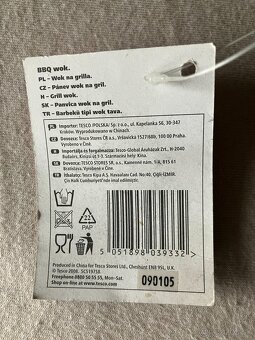 BBQ wok.
PL - Wok na grilla.
CZ - Pánev wok na gril.
H - Grill wok.
SK - Panvica wok na gril.
TR - Barbekü tipi wok tava.
Importer: TESCO POLSKA/ Sp. z o.o., ul. Kapelanka 56, 30-347
Kraków. Wyprodukowano w Chinach.
Dovozce: Tesco Stores ČR a.s., Vršovická 1527/68b, 100 00 Praha.
Vyrobeno v Číně.
Importálja és forgalmazza: Tesco-Global Áruházak Zrt., H-2040
Budaörs, Kinizsi út 1-3. Származási hely: Kína.
Dovozca: TESCO STORES SR, a.s. Kamenné nám. 1/A, 815 61
Bratislava. Vyrobené v Číne.
İthalatçı: Tesco Kipa A.Ş. Havaalanı Cad. No:40, Çiğli-İZMİR.
Çin Halk Cumhuriyeti'nde imal edilmiştir.
PAP
5 051898 039332 >
Produced in China for Tesco Stores Ltd., Cheshunt EN8 9SL, U.K.
© Tesco 2008. SC519758
Freephone 0800 50 55 55, Mon-Sat.
Shop on-line at www.tesco.com
090105